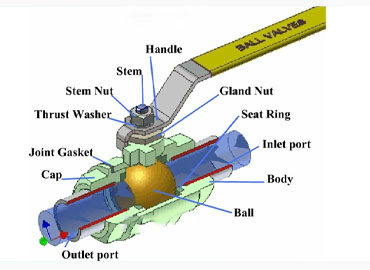 BALL VALVES
Handle
Stem
Stem Nut
Gland Nut
Thrust Washer
Seat Ring
Inlet port
Joint Gasket
Cap
Body
Ball
Outlet port